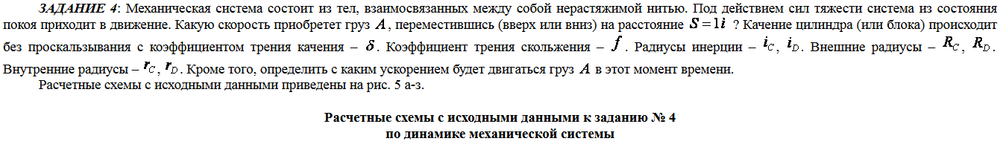 ЗАДАНИЕ 4: Механическая система состоит из тел, взаимосвязанных между собой нерастяжимой нитью. Под действием сил тяжести система из состояния
покоя приходит в движение. Какую скорость приобретет груз A, переместившись (вверх или вниз) на расстояние S=1i ? Качение цилиндра (или блока) происходит
без проскальзывания с коэффициентом трения качения – δ. Коэффициент трения скольжения – f. Радиусы инерции – i_C, i_D. Внешние радиусы – R_C, R_D.
Внутренние радиусы – r_C, r_D. Кроме того, определить с каким ускорением будет двигаться груз A в этот момент времени.
Расчетные схемы с исходными данными приведены на рис. 5 а-з.
Расчетные схемы с исходными данными к заданию № 4
по динамике механической системы